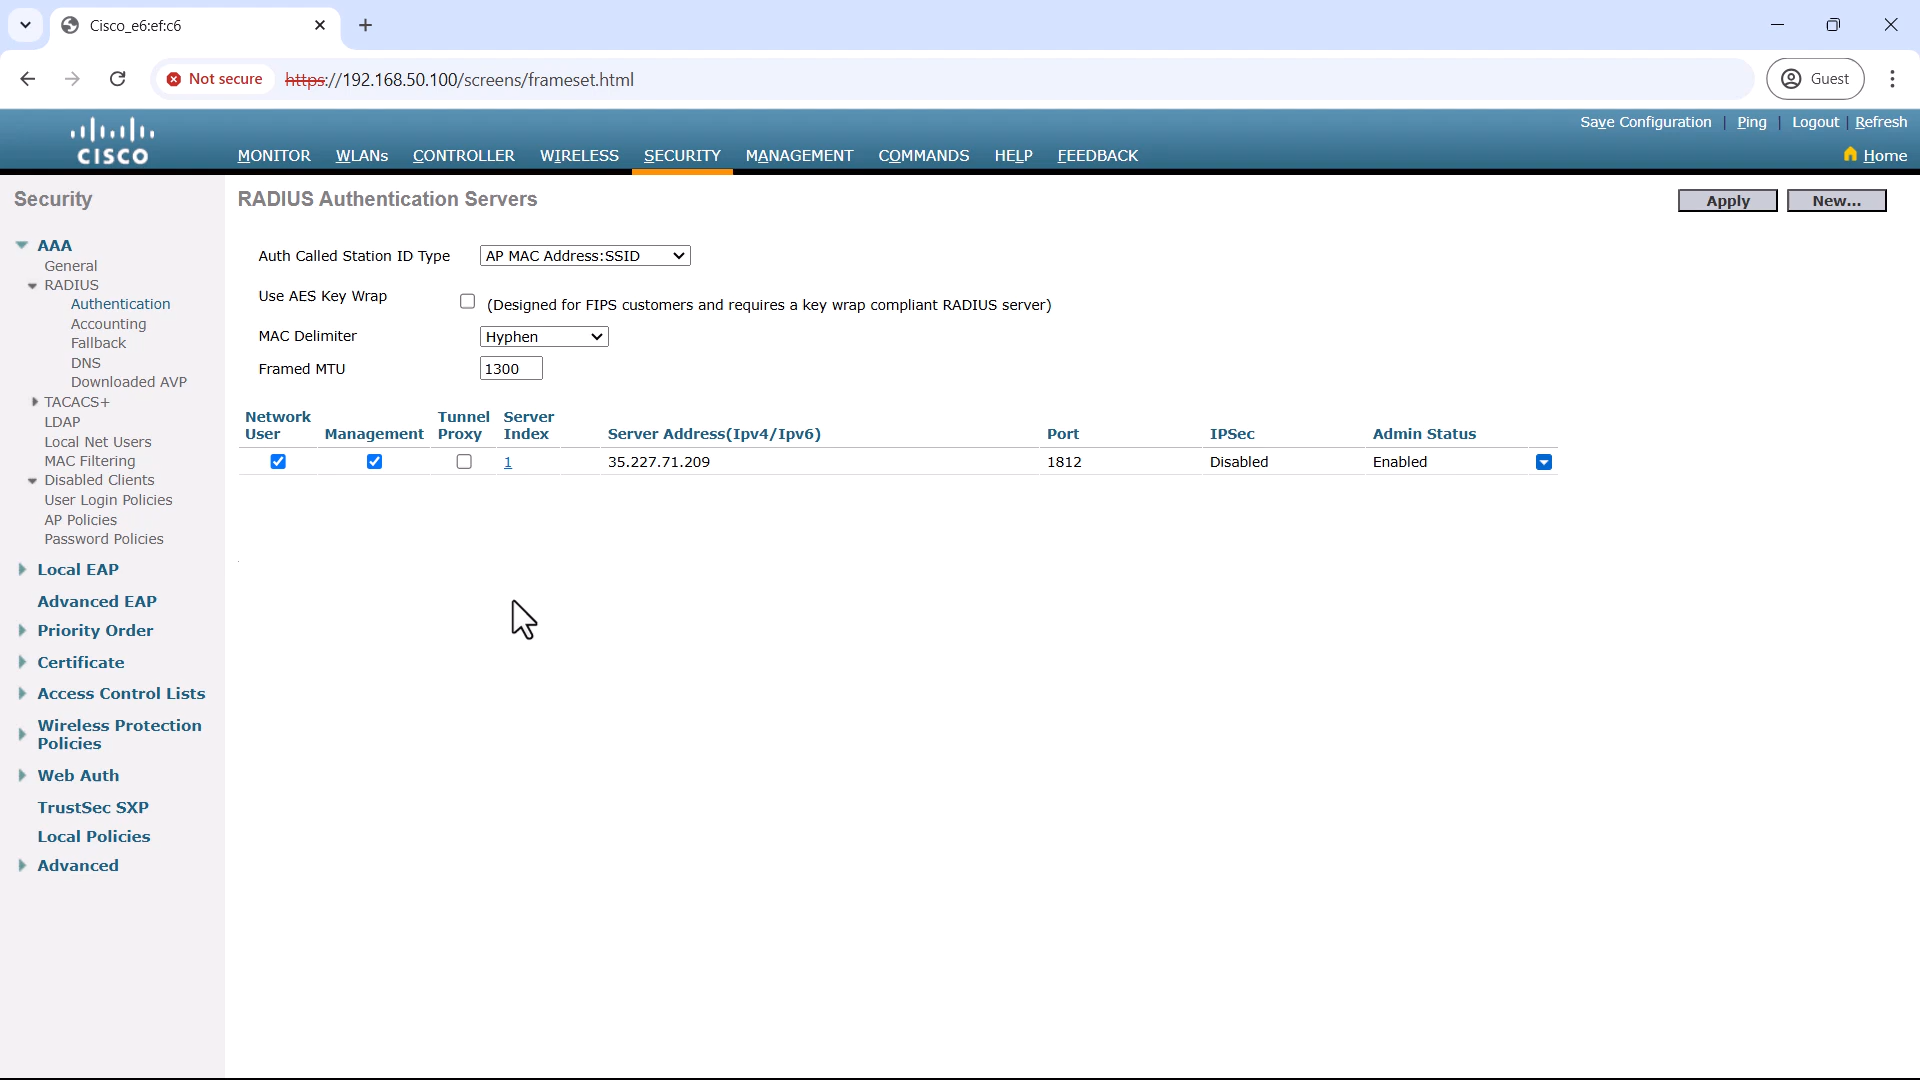 Cisco_e6:ef:c6
Not secure https://192.168.50.100/screens/frameset.html Guest
Save Configuration | Ping | Logout | Refresh
CISCO MONITOR WLANs CONTROLLER WIRELESS SECURITY MANAGEMENT COMMANDS HELP FEEDBACK Home
Security
AAA
General
RADIUS
Authentication
Accounting
Fallback
DNS
Downloaded AVP
TACACS+
LDAP
Local Net Users
MAC Filtering
Disabled Clients
User Login Policies
AP Policies
Password Policies
Local EAP
Advanced EAP
Priority Order
Certificate
Access Control Lists
Wireless Protection
Policies
Web Auth
TrustSec SXP
Local Policies
Advanced
RADIUS Authentication Servers
Apply New...
Auth Called Station ID Type AP MAC Address:SSID
Use AES Key Wrap (Designed for FIPS customers and requires a key wrap compliant RADIUS server)
MAC Delimiter Hyphen
Framed MTU 1300
Network Tunnel Server
User Management Proxy Index Server Address(Ipv4/Ipv6) Port IPSec Admin Status
1 35.227.71.209 1812 Disabled Enabled